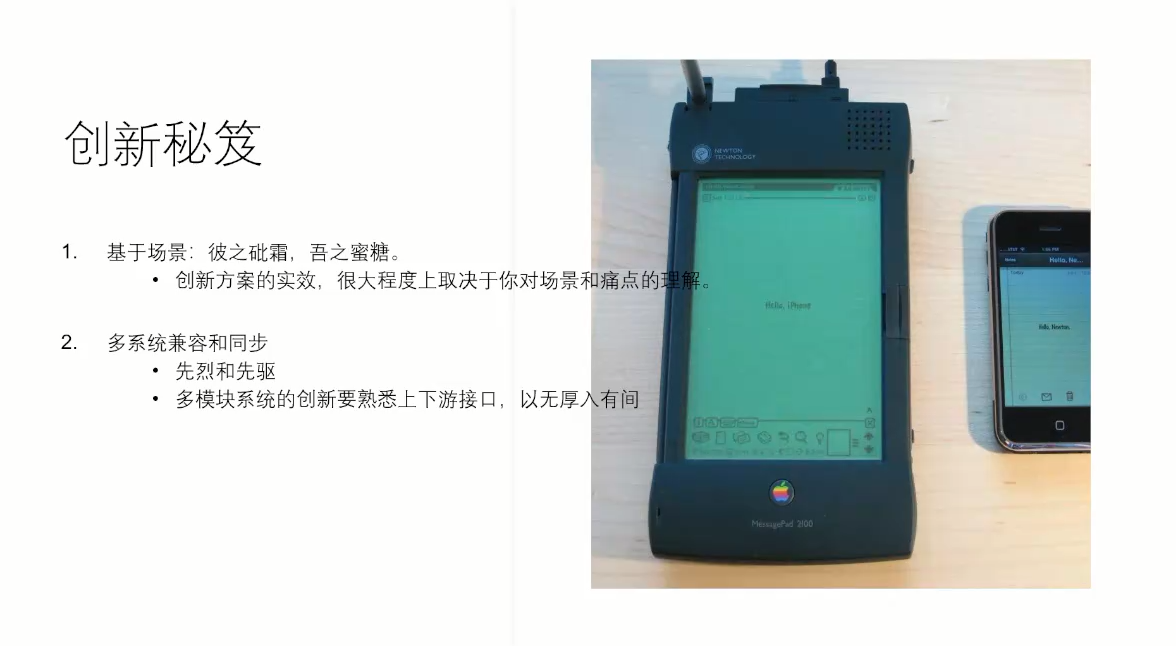 创新秘笈
1. 基于场景：彼之砒霜，吾之蜜糖。
• 创新方案的实效，很大程度上取决于你对场景和痛点的理解。
2. 多系统兼容和同步
• 先烈和先驱
• 多模块系统的创新要熟悉上下游接口，以无厚入有间
NEWTON
TECHNOLOGY
Hello, iPhone
MessagePad 2100
Notes
Hello, Ne...
Hello, Newton.